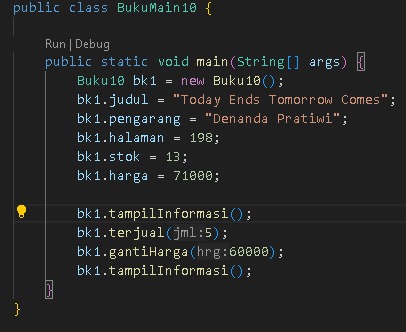 public class BukuMain10 {
Run | Debug
public static void main(String[] args) {
Buku10 bk1 = new Buku10();
bk1.judul = "Today Ends Tomorrow Comes";
bk1.pengarang = "Denanda Pratiwi";
bk1.halaman = 198;
bk1.stok = 13;
bk1.harga = 71000;
bk1.tampilInformasi();
bk1.terjual(jml:5);
bk1.gantiHarga(hrg:60000);
bk1.tampilInformasi();
}
}